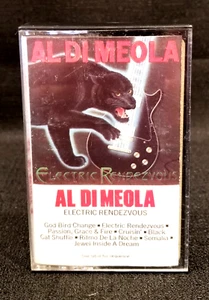 AL DI MEOLA
ELECTRIC RENDEZVOUS
AL DI MEOLA
ELECTRIC RENDEZVOUS
God Bird Change • Electric Rendezvous •
Passion, Grace & Fire • Cruisin' • Black
Cat Shuffle • Ritmo De La Noche • Somalia •
Jewel Inside A Dream